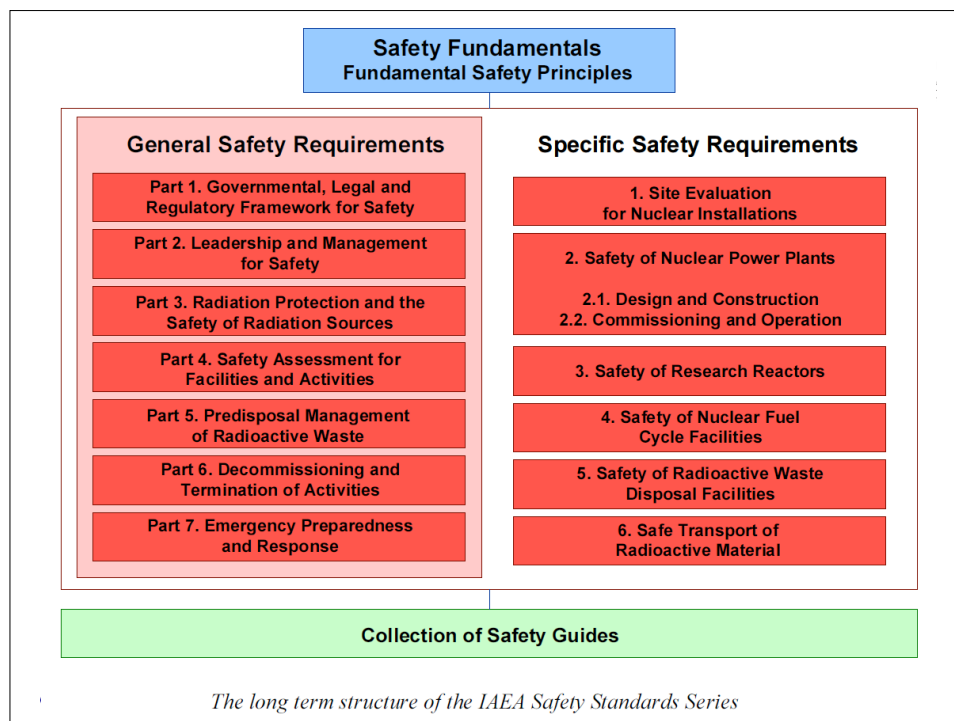 Safety Fundamentals
Fundamental Safety Principles
General Safety Requirements
Part 1. Governmental, Legal and
Regulatory Framework for Safety
Part 2. Leadership and Management
for Safety
Part 3. Radiation Protection and the
Safety of Radiation Sources
Part 4. Safety Assessment for
Facilities and Activities
Part 5. Predisposal Management
of Radioactive Waste
Part 6. Decommissioning and
Termination of Activities
Part 7. Emergency Preparedness
and Response
Specific Safety Requirements
1. Site Evaluation
for Nuclear Installations
2. Safety of Nuclear Power Plants
2.1. Design and Construction
2.2. Commissioning and Operation
3. Safety of Research Reactors
4. Safety of Nuclear Fuel
Cycle Facilities
5. Safety of Radioactive Waste
Disposal Facilities
6. Safe Transport of
Radioactive Material
Collection of Safety Guides
The long term structure of the IAEA Safety Standards Series